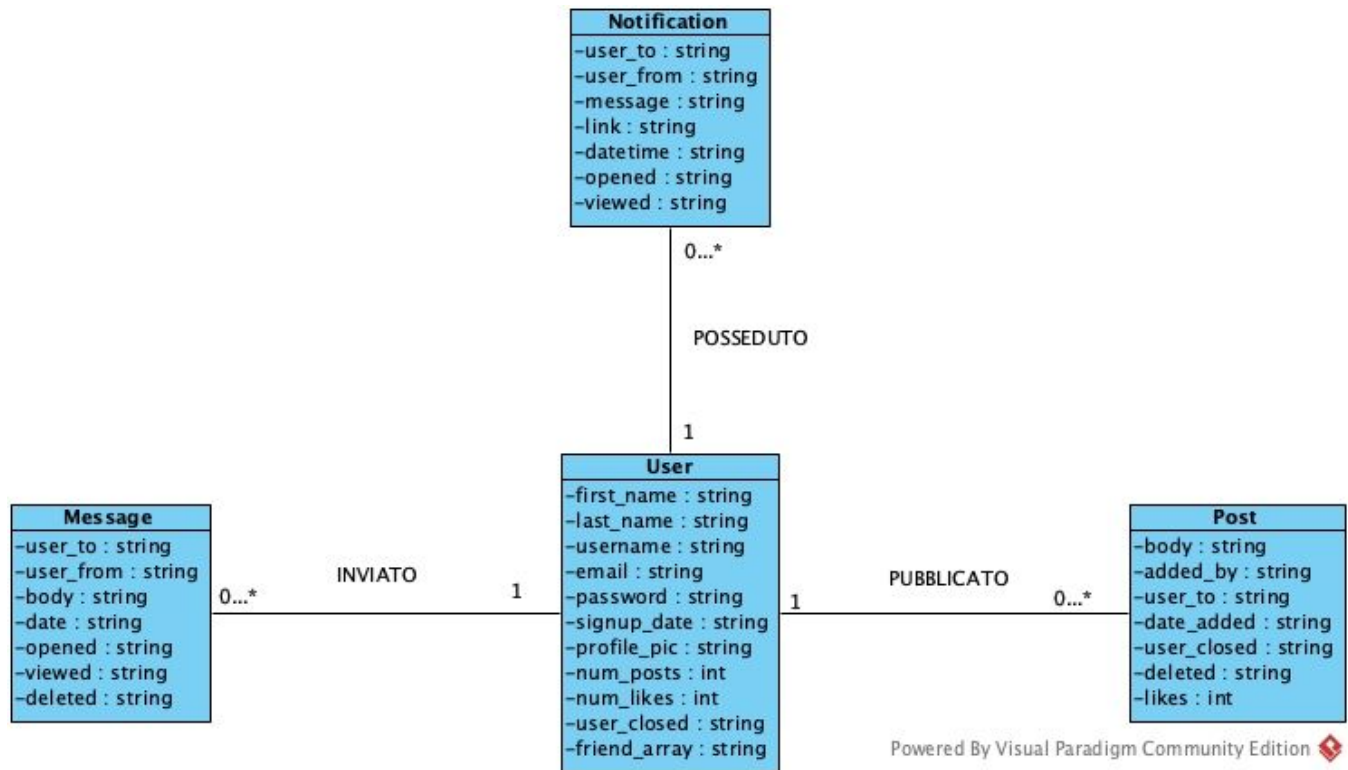 Notification
-user_to : string
-user_from : string
-message : string
-link : string
-datetime : string
-opened : string
-viewed : string
0...*
POSSEDUTO
1
User
-first_name : string
-last_name : string
-username : string
-email : string
-password : string
-signup_date : string
-profile_pic : string
-num_posts : int
-num_likes : int
-user_closed : string
-friend_array : string
Message
-user_to : string
-user_from : string
-body : string
-date : string
-opened : string
-viewed : string
-deleted : string
0...*
INVIATO
1
1
PUBBLICATO
0...*
Post
-body : string
-added_by : string
-user_to : string
-date_added : string
-user_closed : string
-deleted : string
-likes : int
Powered By Visual Paradigm Community Edition